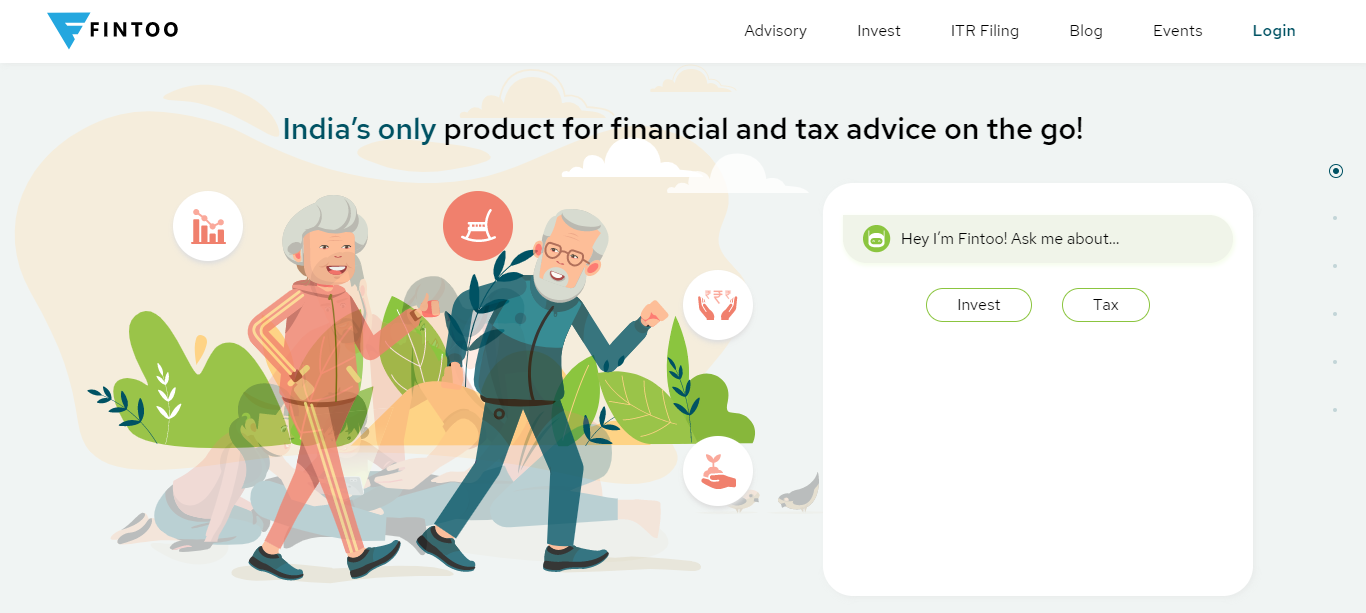 FINTOO
Advisory
Invest
ITR Filing
Blog
Events
Login
India's only product for financial and tax advice on the go!
Hey I'm Fintoo! Ask me about...
Invest
Tax
₹₹₹